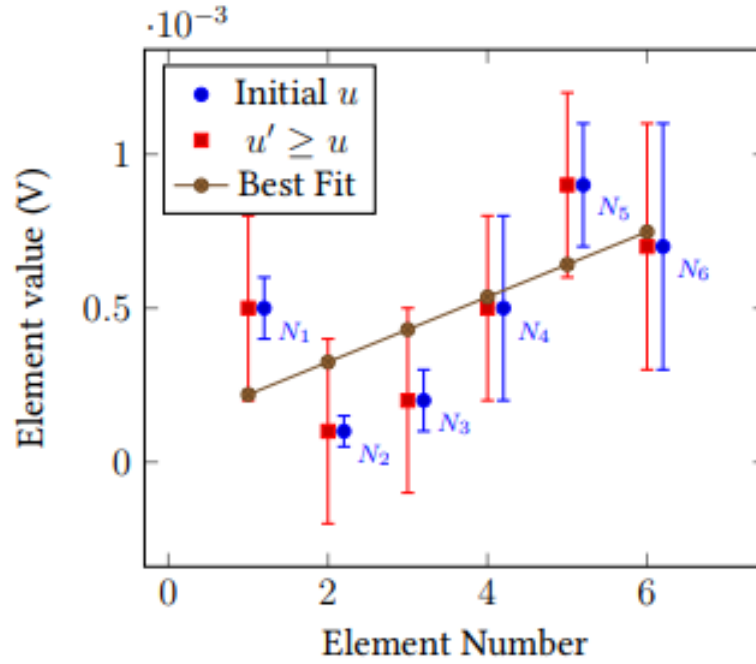 ·10⁻³
Initial u
u′ ≥ u
Best Fit
1
0.5
0
Element value (V)
N₁
N₂
N₃
N₄
N₅
N₆
0 2 4 6
Element Number